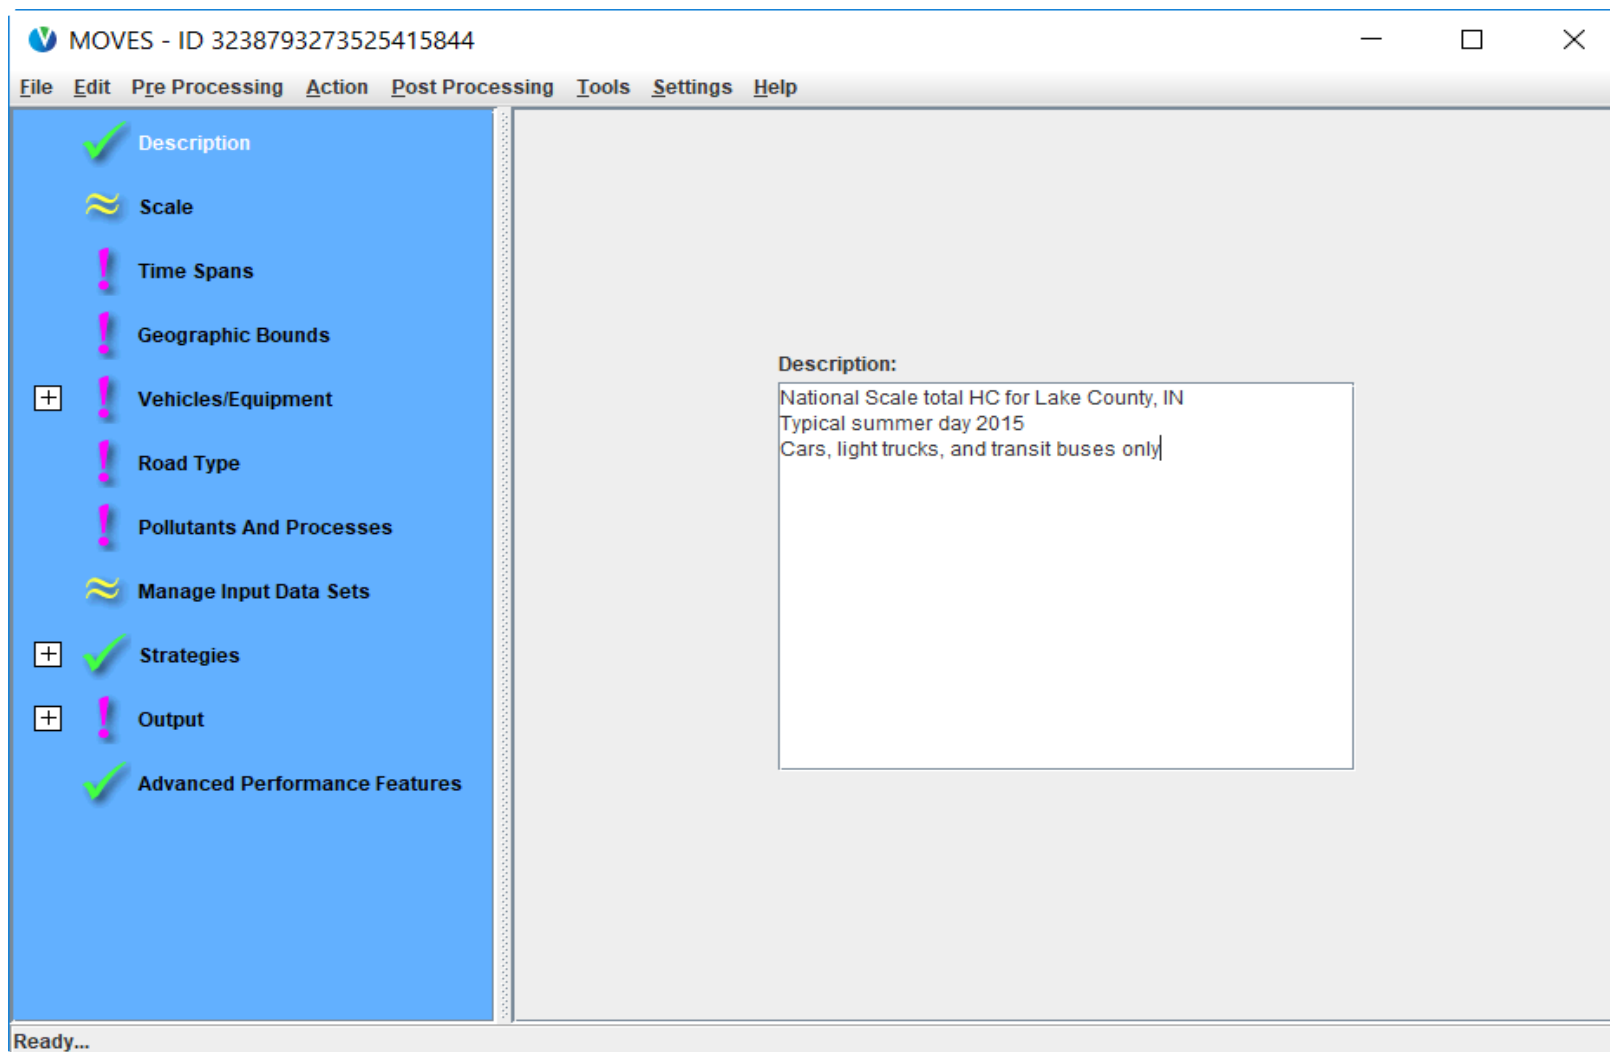 MOVES - ID 3238793273525415844
File Edit Pre Processing Action Post Processing Tools Settings Help
Description
Scale
Time Spans
Geographic Bounds
Vehicles/Equipment
Road Type
Pollutants And Processes
Manage Input Data Sets
Strategies
Output
Advanced Performance Features
Description:
National Scale total HC for Lake County, IN
Typical summer day 2015
Cars, light trucks, and transit buses only
Ready...